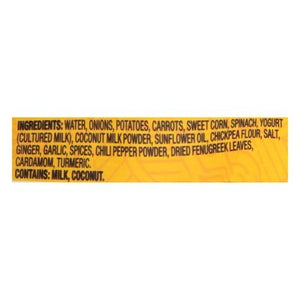 INGREDIENTS: WATER, ONIONS, POTATOES, CARROTS, SWEET CORN, SPINACH, YOGURT
(CULTURED MILK), COCONUT MILK POWDER, SUNFLOWER OIL, CHICKPEA FLOUR, SALT,
GINGER, GARLIC, SPICES, CHILI PEPPER POWDER, DRIED FENUGREEK LEAVES,
CARDAMOM, TURMERIC.
CONTAINS: MILK, COCONUT.